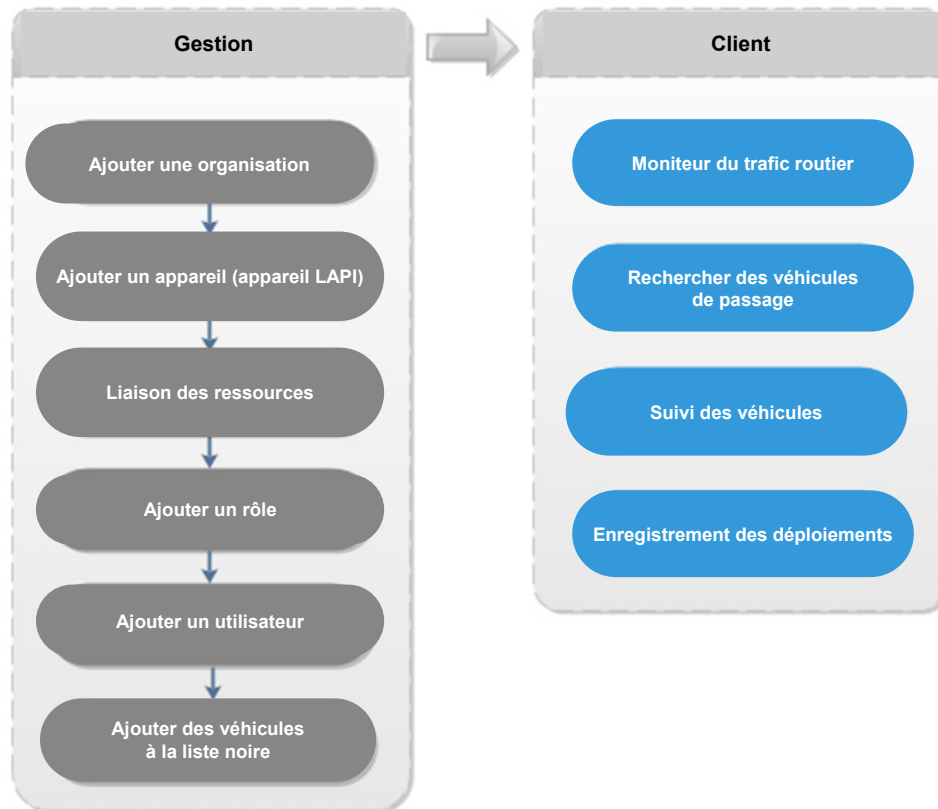 Gestion
Ajouter une organisation
Ajouter un appareil (appareil LAPI)
Liaison des ressources
Ajouter un rôle
Ajouter un utilisateur
Ajouter des véhicules
à la liste noire
Client
Moniteur du trafic routier
Rechercher des véhicules
de passage
Suivi des véhicules
Enregistrement des déploiements